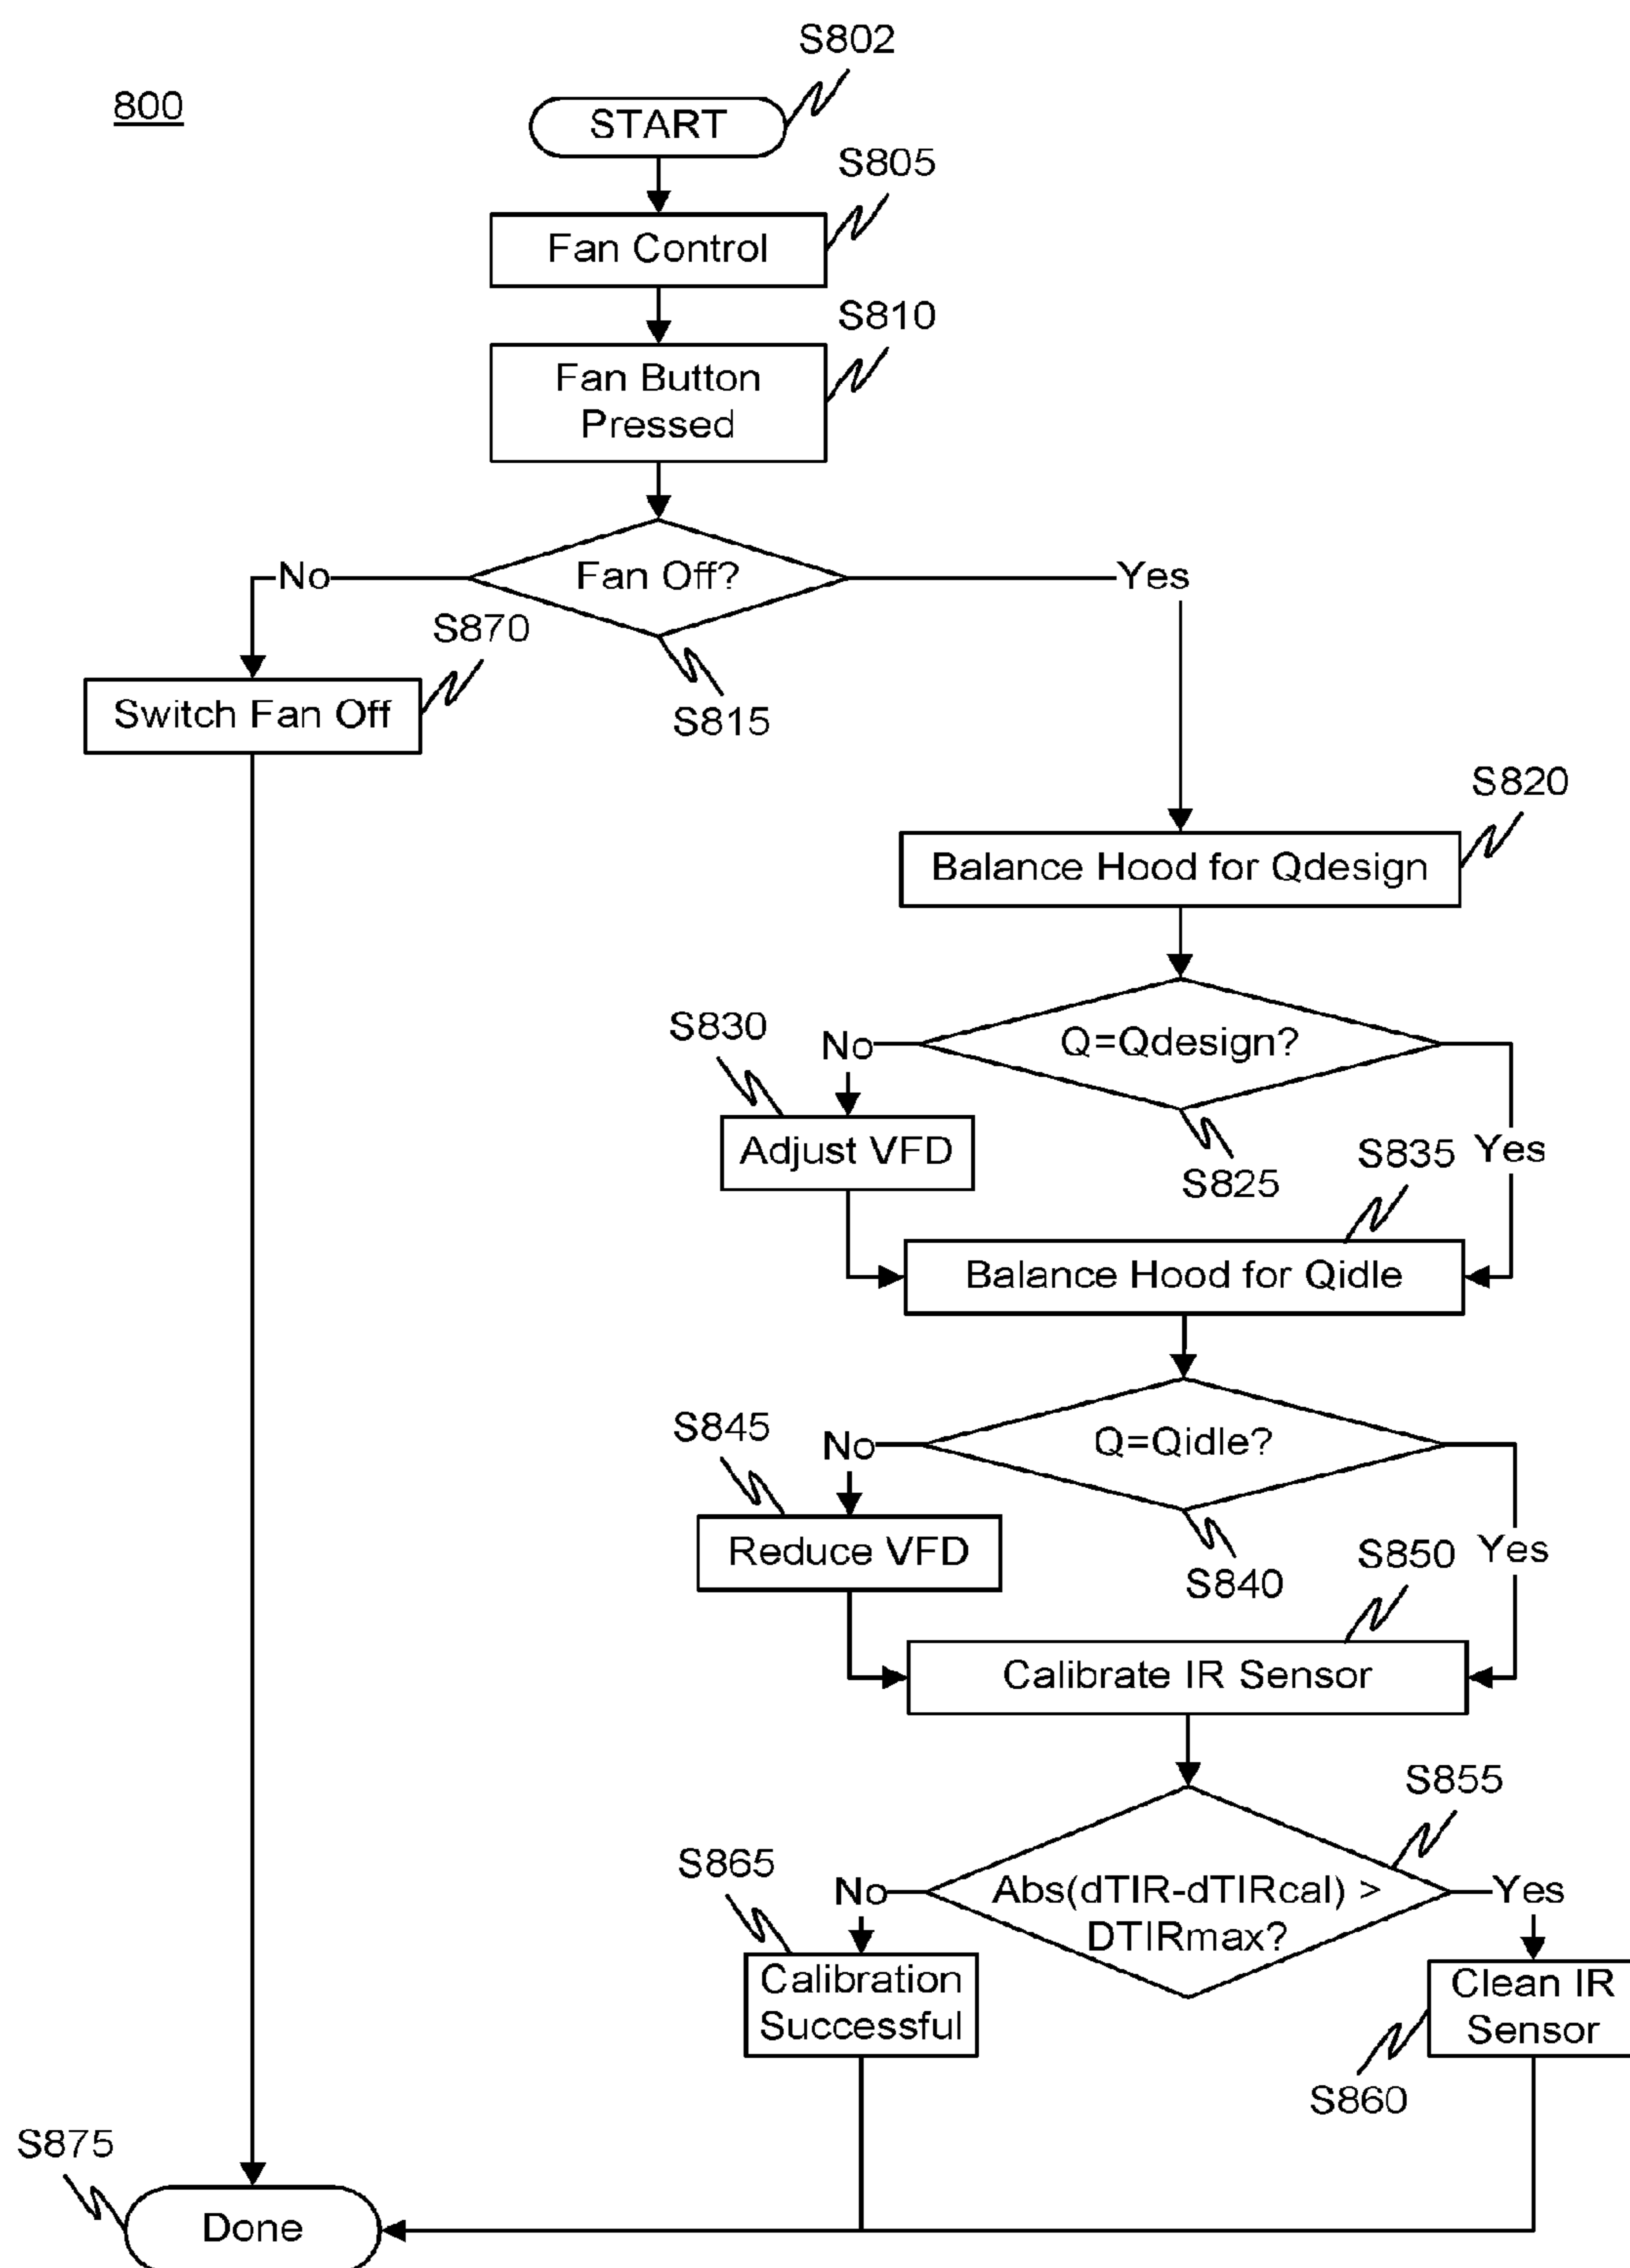 800
S802
START
S805
Fan Control
S810
Fan Button
Pressed
Fan Off?
No
Yes
S815
S870
Switch Fan Off
S820
Balance Hood for Qdesign
Q=Qdesign?
No
Yes
S825
S830
Adjust VFD
S835
Balance Hood for Qidle
Q=Qidle?
No
Yes
S840
S845
Reduce VFD
S850
Calibrate IR Sensor
S855
Abs(dTIR-dTIRcal) >
DTIRmax?
No
Yes
S865
Calibration
Successful
Clean IR
Sensor
S860
S875
Done